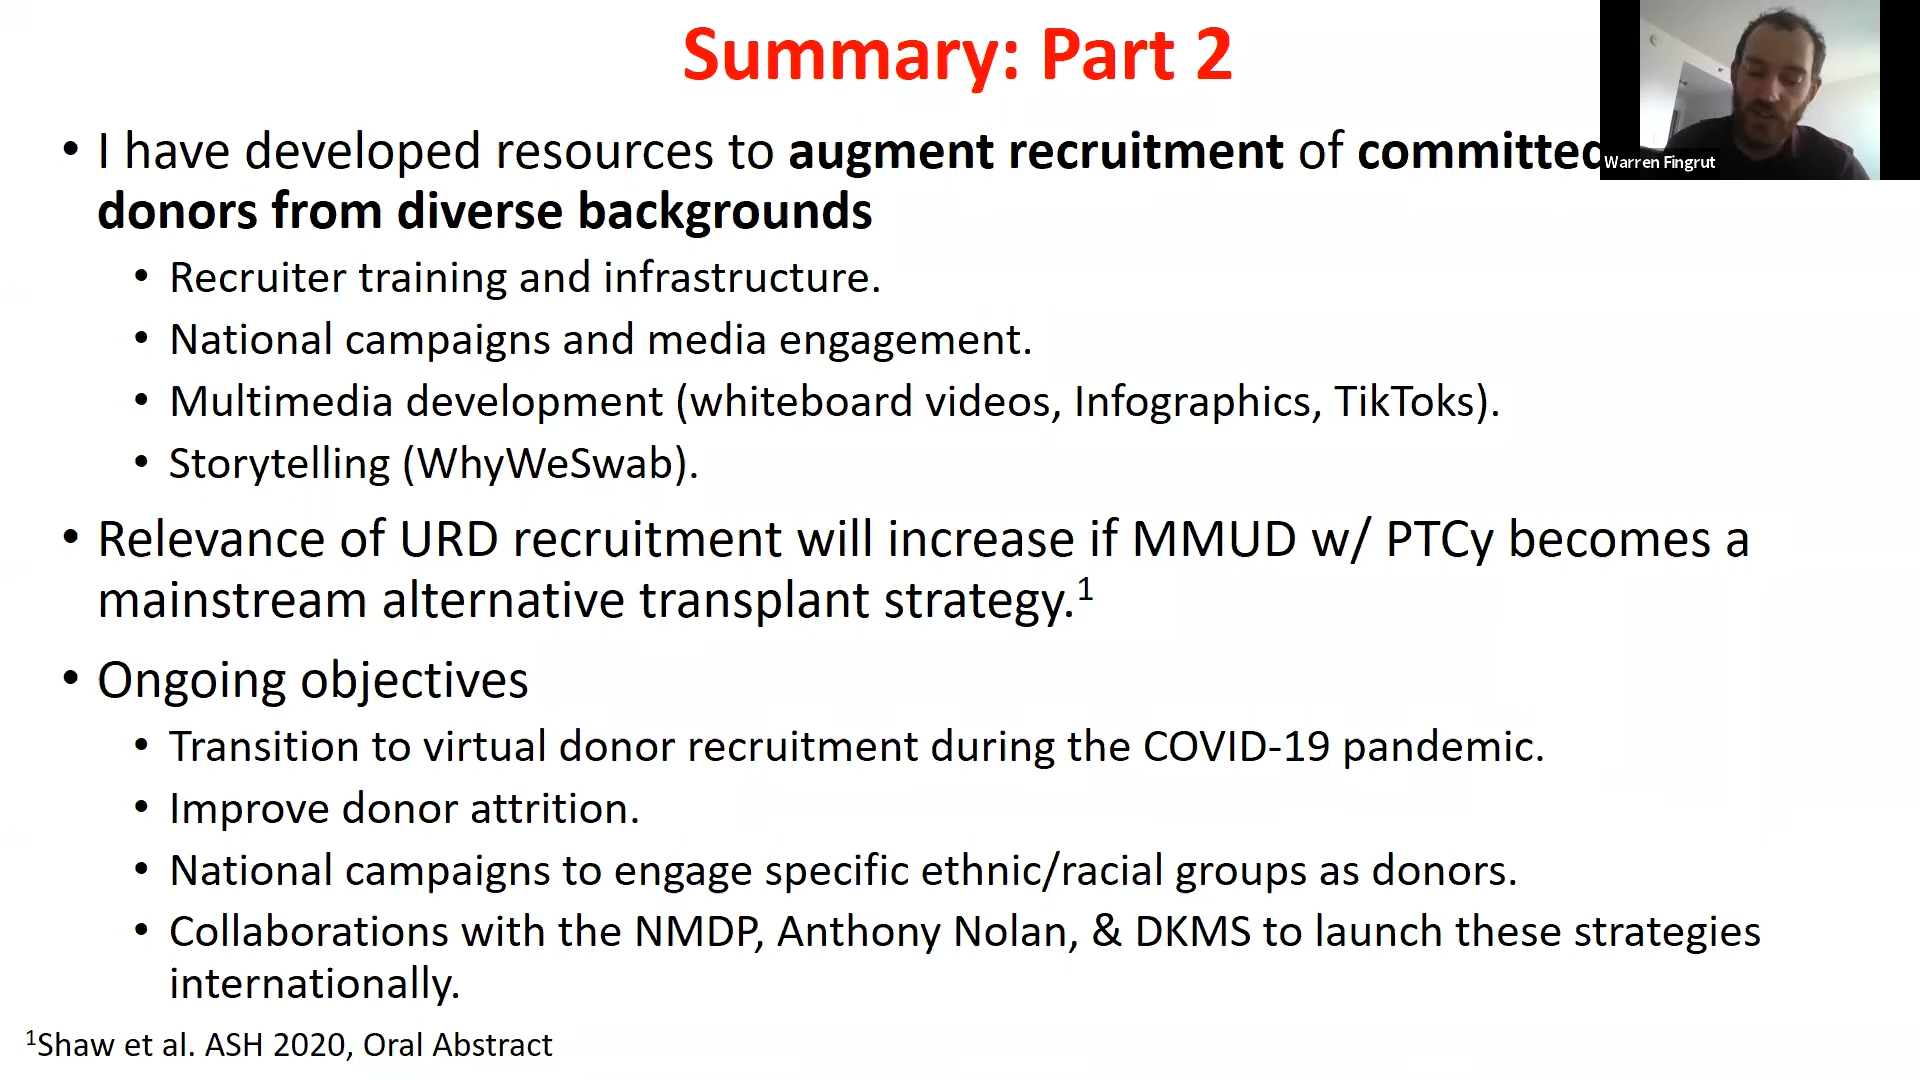 Summary: Part 2
Warren Fingrut
• I have developed resources to augment recruitment of committed
donors from diverse backgrounds
• Recruiter training and infrastructure.
• National campaigns and media engagement.
• Multimedia development (whiteboard videos, Infographics, TikToks).
• Storytelling (WhyWeSwab).
• Relevance of URD recruitment will increase if MMUD w/ PTCy becomes a
mainstream alternative transplant strategy.¹
• Ongoing objectives
• Transition to virtual donor recruitment during the COVID-19 pandemic.
• Improve donor attrition.
• National campaigns to engage specific ethnic/racial groups as donors.
• Collaborations with the NMDP, Anthony Nolan, & DKMS to launch these strategies
internationally.
¹Shaw et al. ASH 2020, Oral Abstract